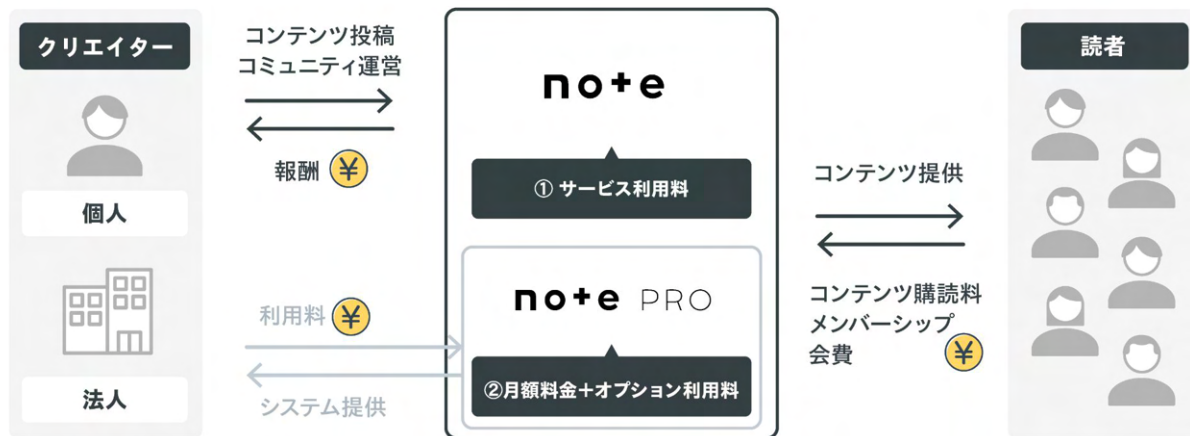 クリエイター
個人
法人
コンテンツ投稿
コミュニティ運営
報酬 ¥
利用料 ¥
システム提供
note
① サービス利用料
note PRO
②月額料金＋オプション利用料
コンテンツ提供
コンテンツ購読料
メンバーシップ
会費 ¥
読者